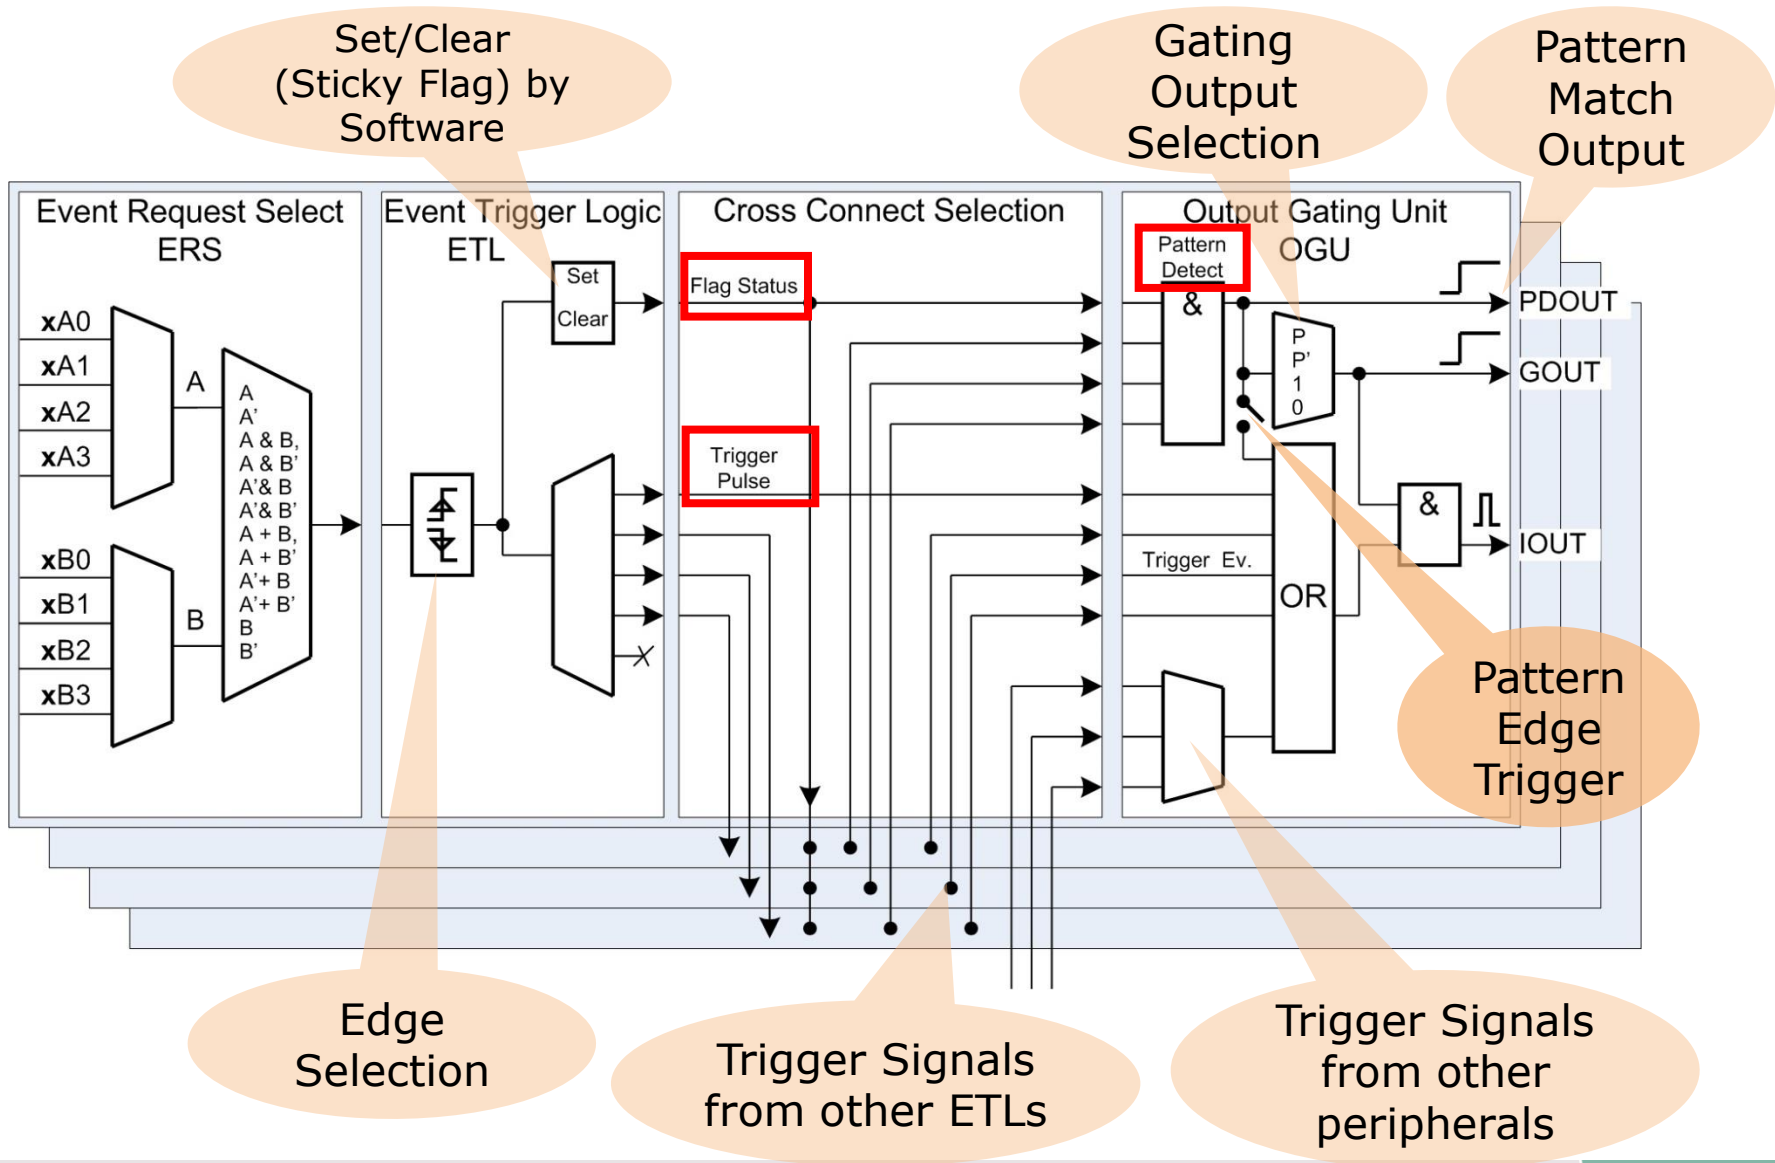 Set/Clear
(Sticky Flag) by
Software
Gating
Output
Selection
Pattern
Match
Output
Event Request Select
ERS
xA0
xA1
xA2
xA3
A
xB0
xB1
xB2
xB3
B
A
A'
A & B,
A & B'
A'& B
A'& B'
A + B,
A + B'
A'+ B
A'+ B'
B
B'
Event Trigger Logic
ETL
Set
Clear
Cross Connect Selection
Flag Status
Trigger
Pulse
Output Gating Unit
OGU
Pattern
Detect
&
P
P'
1
0
Trigger Ev.
OR
&
PDOUT
GOUT
IOUT
Pattern
Edge
Trigger
Edge
Selection
Trigger Signals
from other ETLs
Trigger Signals
from other
peripherals